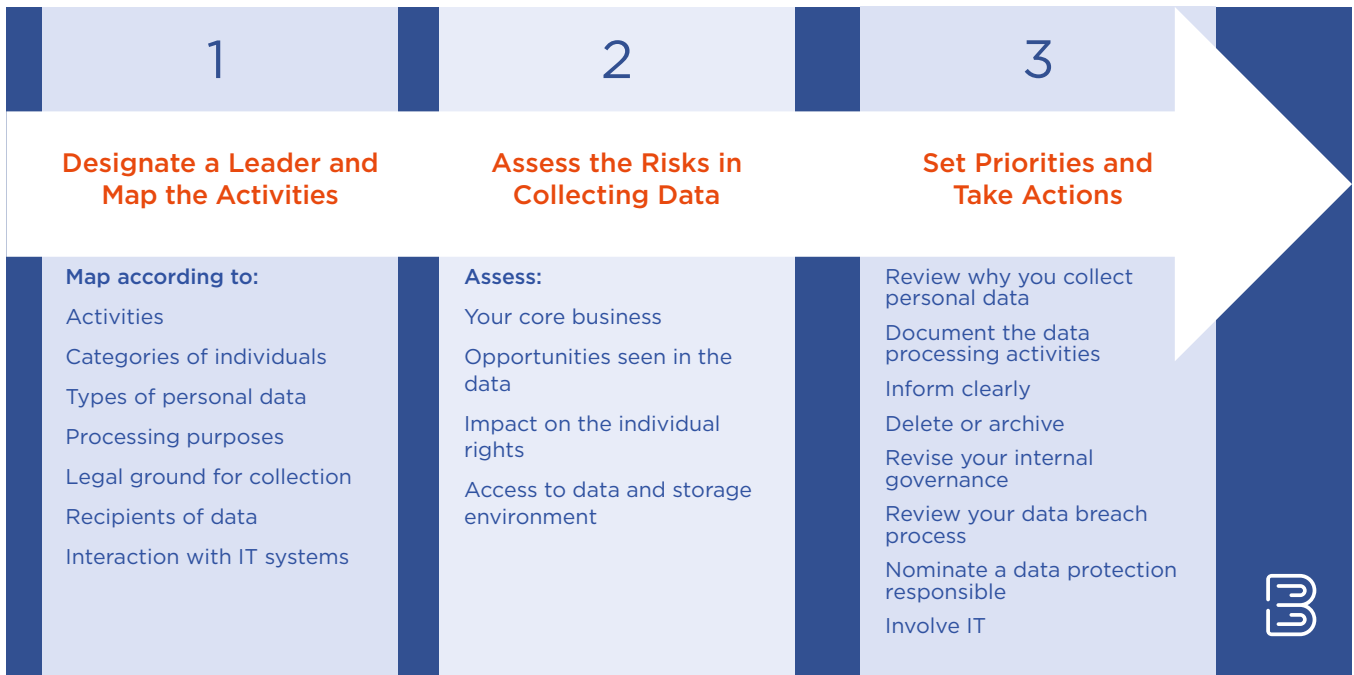 1
Designate a Leader and
Map the Activities
Map according to:
Activities
Categories of individuals
Types of personal data
Processing purposes
Legal ground for collection
Recipients of data
Interaction with IT systems
2
Assess the Risks in
Collecting Data
Assess:
Your core business
Opportunities seen in the
data
Impact on the individual
rights
Access to data and storage
environment
3
Set Priorities and
Take Actions
Review why you collect
personal data
Document the data
processing activities
Inform clearly
Delete or archive
Revise your internal
governance
Review your data breach
process
Nominate a data protection
responsible
Involve IT